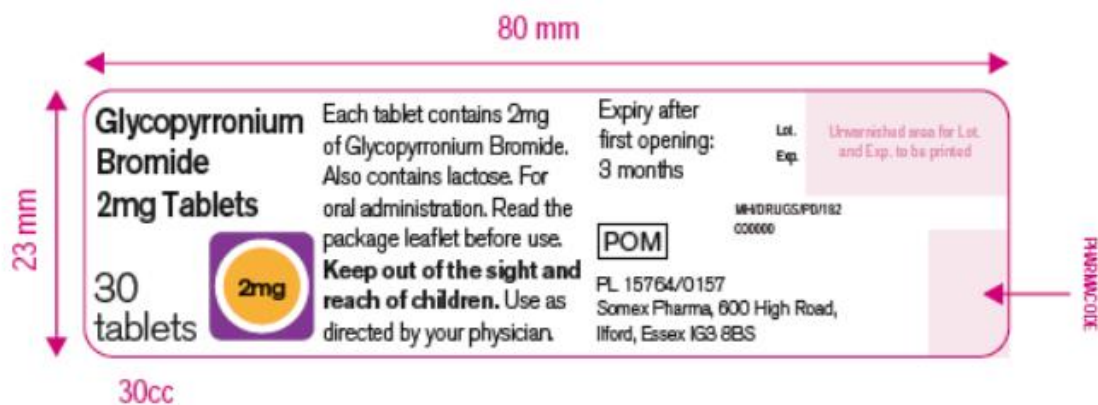 80 mm
23 mm
Glycopyrronium
Bromide
2mg Tablets
30
tablets
2mg
Each tablet contains 2mg
of Glycopyrronium Bromide.
Also contains lactose. For
oral administration. Read the
package leaflet before use.
Keep out of the sight and
reach of children. Use as
directed by your physician.
Expiry after
first opening:
3 months
Lot.
Exp.
Unvarnished area for Lot.
and Exp. to be printed
MH/DRUGS/PD/182
CO0000
POM
PL 15764/0157
Somex Pharma, 600 High Road,
Ilford, Essex IG3 8BS
PHARMACODE
30cc